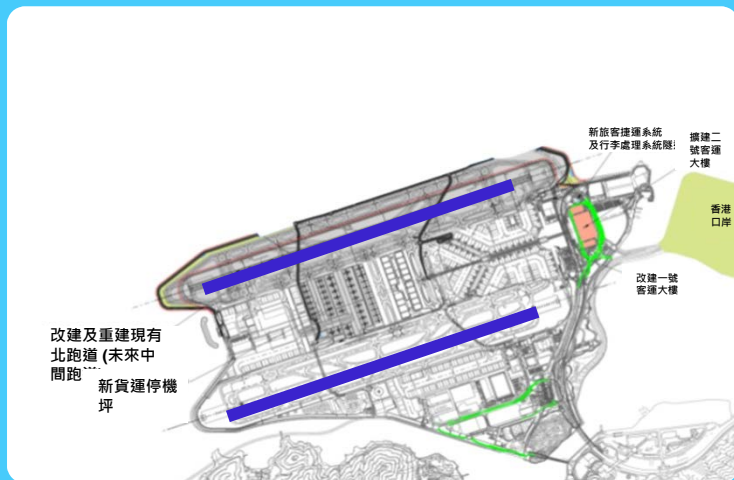 新旅客捷運系統
及行李處理系統隧
擴建二
號客運
大樓
香港
口岸
改建一號
客運大樓
改建及重建現有
北跑道 (未來中
間跑
新貨運停機
坪